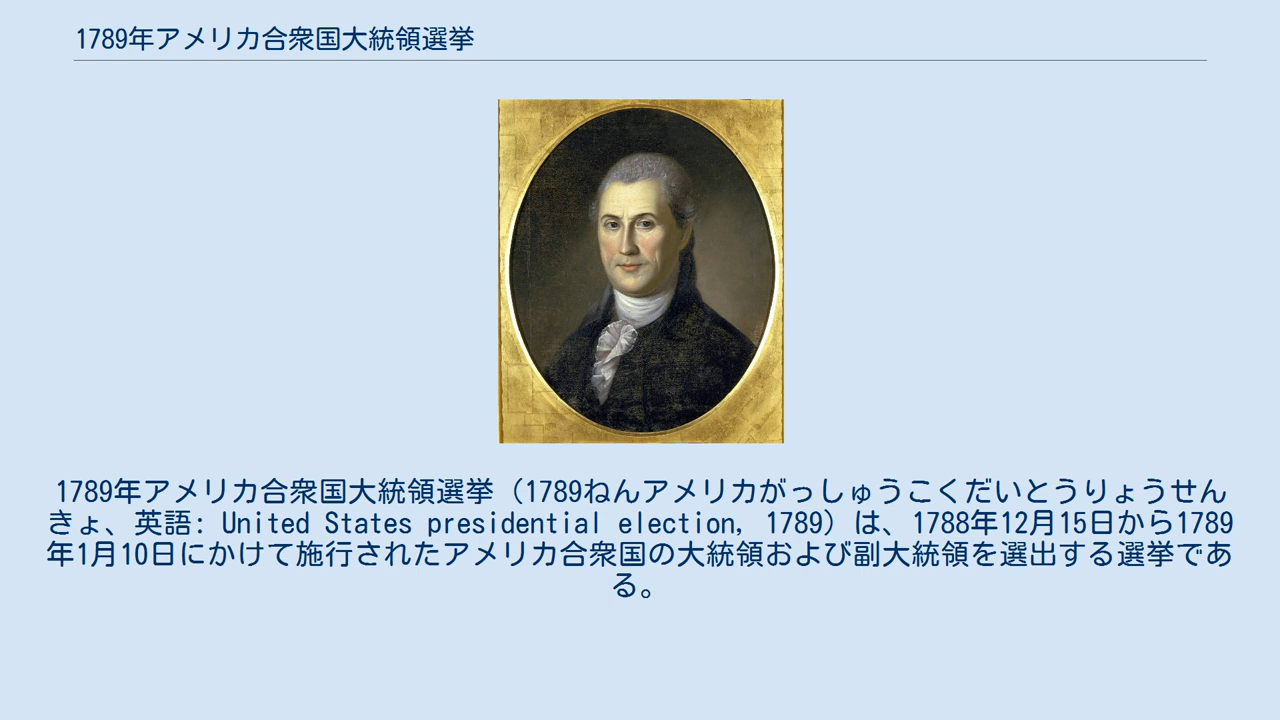 1789年アメリカ合衆国大統領選挙
1789年アメリカ合衆国大統領選挙（1789ねんアメリカがっしゅうこくだいとうりょうせん
きょ、英語: United States presidential election, 1789）は、1788年12月15日から1789
年1月10日にかけて施行されたアメリカ合衆国の大統領および副大統領を選出する選挙であ
る。